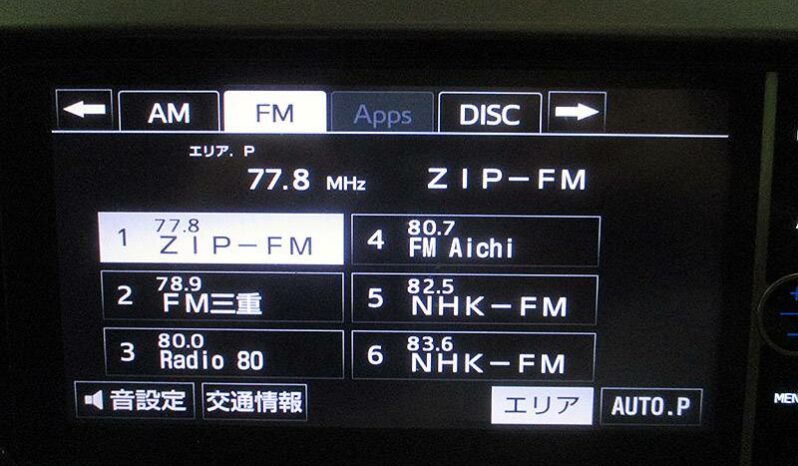 AM FM Apps DISC
エリア. P
77.8 MHz ZIP-FM
1 77.8 ZIP-FM
4 80.7 FM Aichi
2 78.9 FM三重
5 82.5 NHK-FM
3 80.0 Radio 80
6 83.6 NHK-FM
音設定 交通情報 エリア AUTO.P